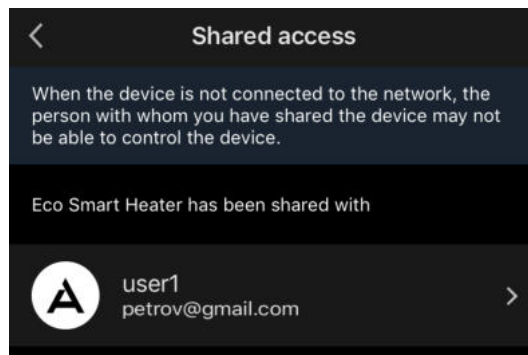 Shared access
When the device is not connected to the network, the
person with whom you have shared the device may not
be able to control the device.
Eco Smart Heater has been shared with
user1
petrov@gmail.com